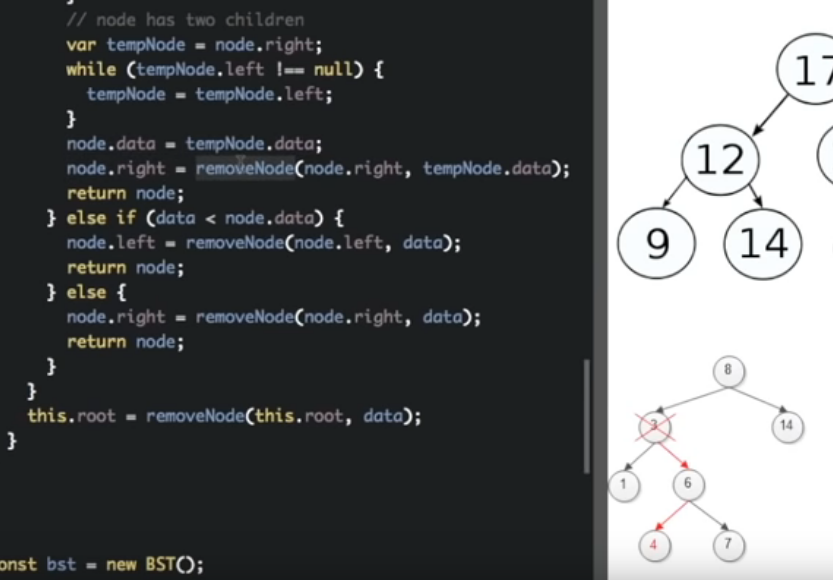 }
// node has two children
var tempNode = node.right;
while (tempNode.left !== null) {
tempNode = tempNode.left;
}
node.data = tempNode.data;
node.right = removeNode(node.right, tempNode.data);
return node;
} else if (data < node.data) {
node.left = removeNode(node.left, data);
return node;
} else {
node.right = removeNode(node.right, data);
return node;
}
}
this.root = removeNode(this.root, data);
}
onst bst = new BST();
17
12
9 14
8
3 14
1 6
4 7